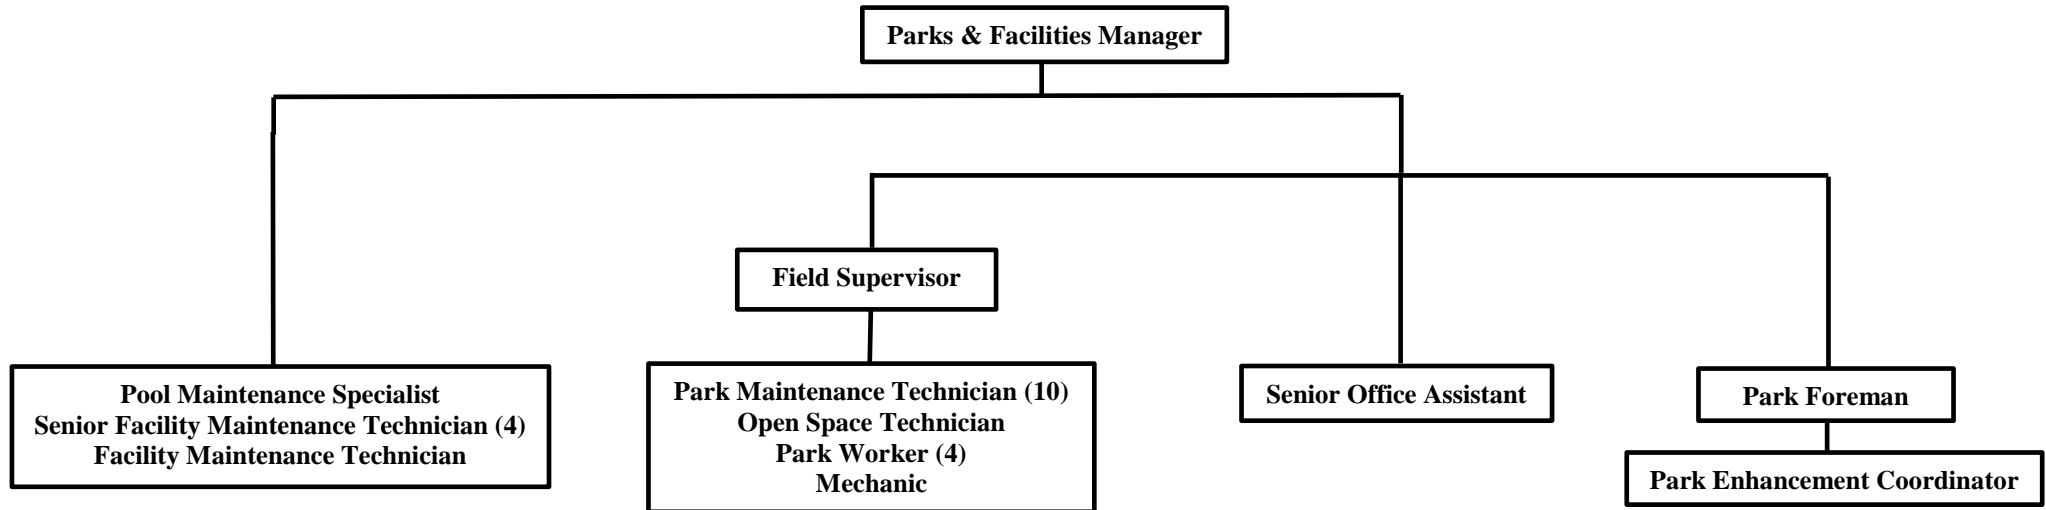 Parks & Facilities Manager
Field Supervisor
Pool Maintenance Specialist
Senior Facility Maintenance Technician (4)
Facility Maintenance Technician
Park Maintenance Technician (10)
Open Space Technician
Park Worker (4)
Mechanic
Senior Office Assistant
Park Foreman
Park Enhancement Coordinator